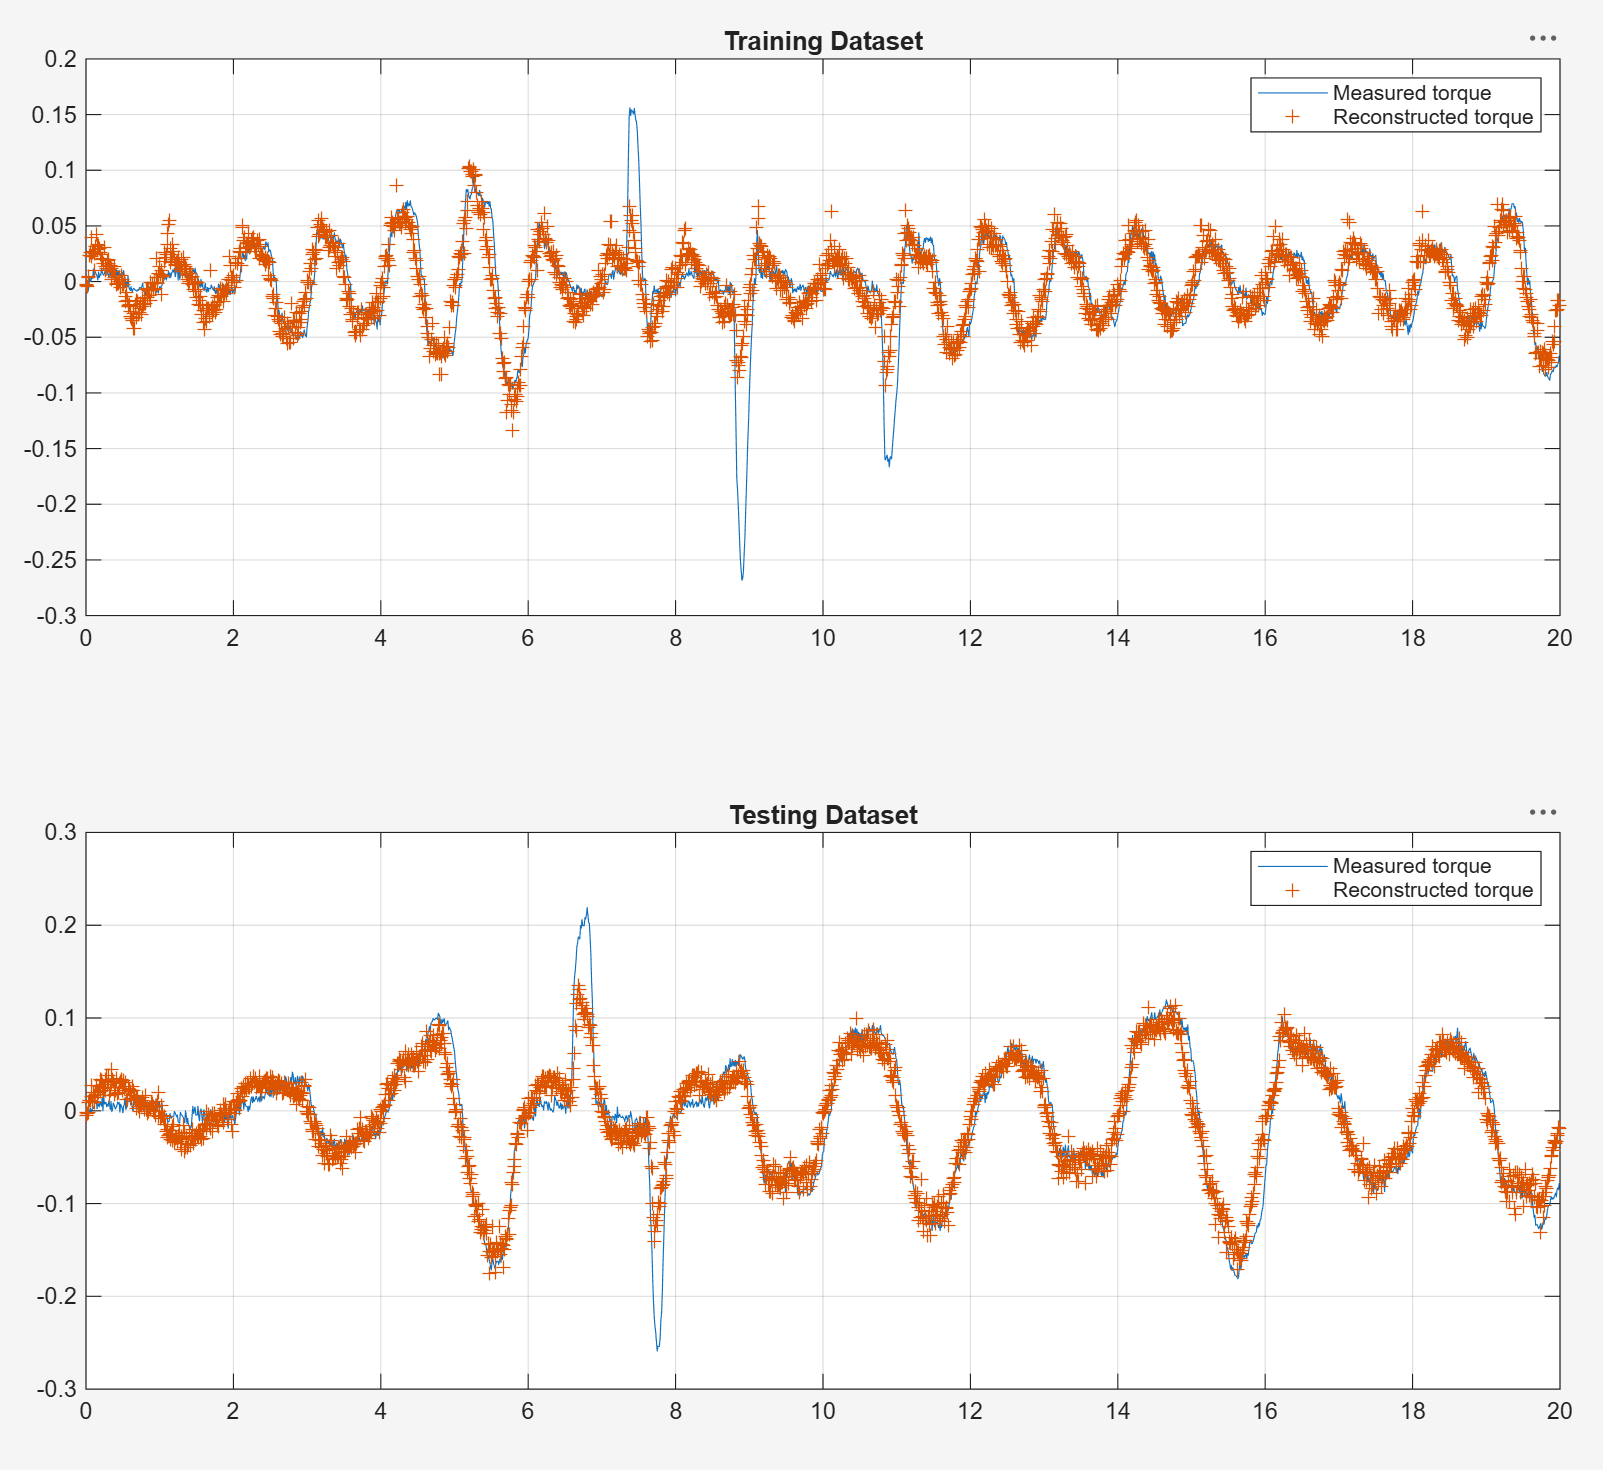 Training Dataset
0.2
0.15
0.1
0.05
0
-0.05
-0.1
-0.15
-0.2
-0.25
-0.3
Measured torque
Reconstructed torque
0 2 4 6 8 10 12 14 16 18 20
Testing Dataset
0.3
0.2
0.1
0
-0.1
-0.2
-0.3
Measured torque
Reconstructed torque
0 2 4 6 8 10 12 14 16 18 20